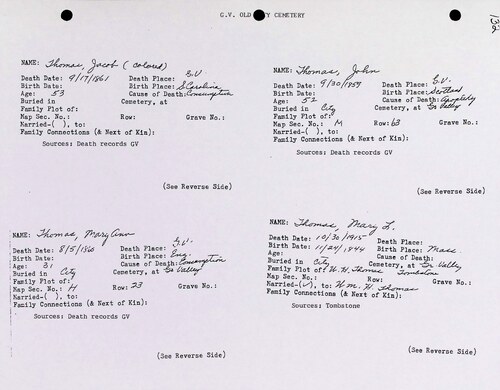 G.V. OLD CITY CEMETERY
NAME: Thomas, Jacob (colored)
Death Date: 9/17/1861 Death Place: G.V.
Birth Date: Birth Place: S. Carolina
Age: 53 Cause of Death: Consumption
Buried in Cemetery, at
Family Plot of:
Map Sec. No.: Row: Grave No.:
Married-( ), to:
Family Connections (& Next of Kin):
Sources: Death records GV
(See Reverse Side)
NAME: Thomas, John
Death Date: 9/30/1859 Death Place: G.V.
Birth Date: Birth Place: Scotland
Age: 52 Cause of Death: Apoplexy
Buried in City Cemetery, at Gr Valley
Family Plot of:
Map Sec. No.: M Row: 63 Grave No.:
Married-( ), to:
Family Connections (& Next of Kin):
Sources: Death records GV
(See Reverse Side)
NAME: Thomas, Mary Ann
Death Date: 8/5/1860 Death Place: G.V.
Birth Date: Birth Place: Eng.
Age: 31 Cause of Death: Consumption
Buried in City Cemetery, at Gr Valley
Family Plot of:
Map Sec. No.: H Row: 23 Grave No.:
Married-( ), to:
Family Connections (& Next of Kin):
Sources: Death records GV
(See Reverse Side)
NAME: Thomas, Mary L.
Death Date: 10/30/1915 Death Place:
Birth Date: 11/24/1844 Birth Place: Mass
Age: Cause of Death:
Buried in City Cemetery, at Gr Valley
Family Plot of: W.H. Thomas Tombstone
Map Sec. No.: Row: Grave No.:
Married-(✓), to: Wm. H. Thomas
Family Connections (& Next of Kin):
Sources: Tombstone
(See Reverse Side)